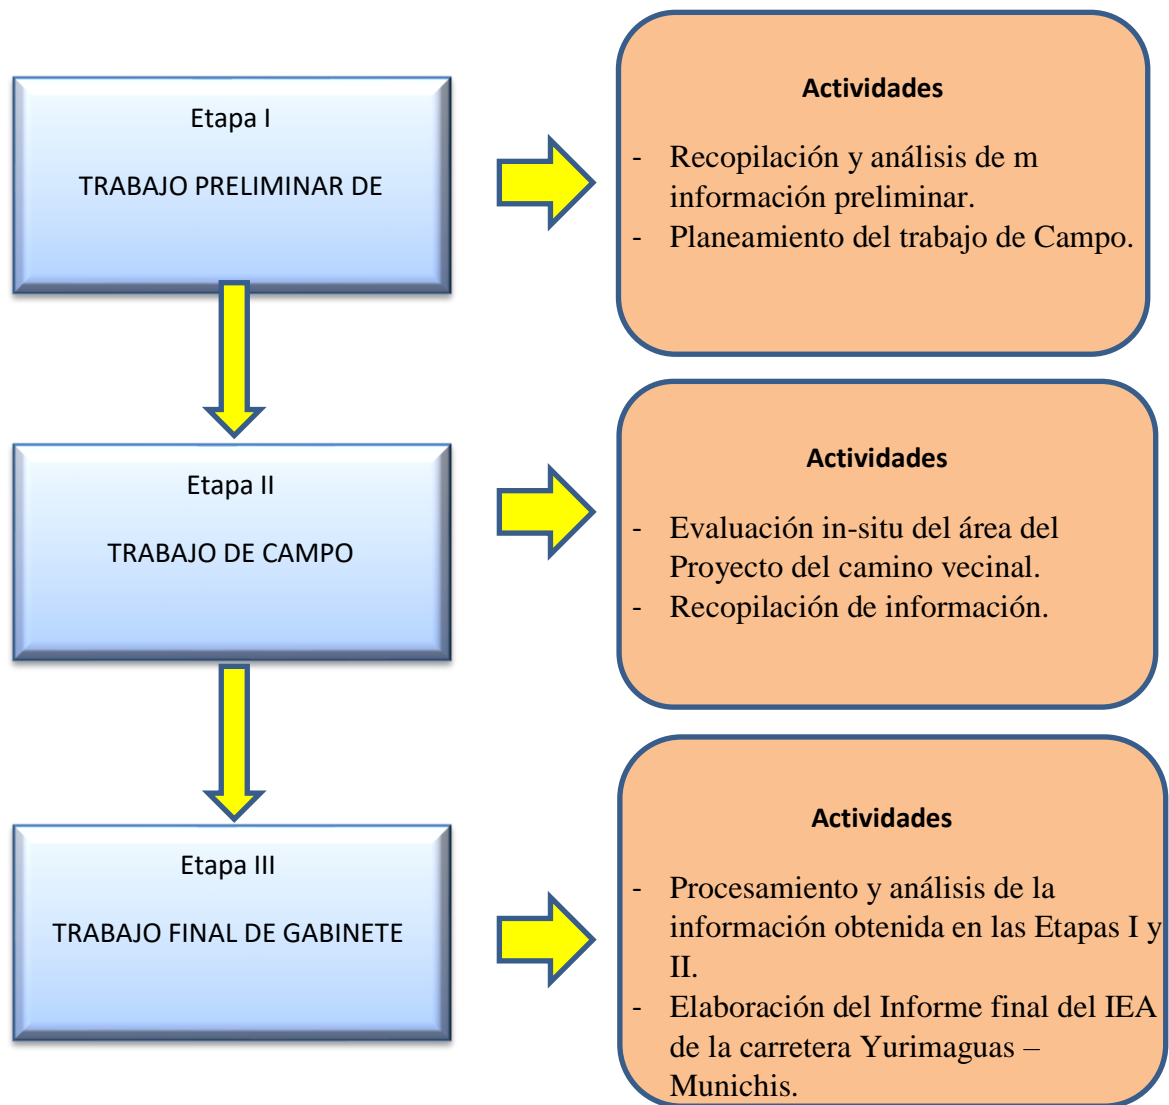 Etapa I
TRABAJO PRELIMINAR DE
Actividades
- Recopilación y análisis de m
información preliminar.
- Planeamiento del trabajo de Campo.
Etapa II
TRABAJO DE CAMPO
Actividades
- Evaluación in-situ del área del
Proyecto del camino vecinal.
- Recopilación de información.
Etapa III
TRABAJO FINAL DE GABINETE
Actividades
- Procesamiento y análisis de la
información obtenida en las Etapas I y
II.
- Elaboración del Informe final del IEA
de la carretera Yurimaguas –
Munichis.